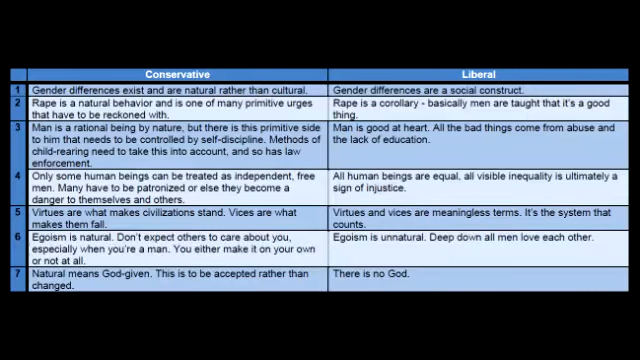 Conservative Liberal
1 Gender differences exist and are natural rather than cultural. Gender differences are a social construct.
2 Rape is a natural behavior and is one of many primitive urges
that have to be reckoned with.
Rape is a corollary - basically men are taught that it's a good
thing.
3 Man is a rational being by nature, but there is this primitive side
to him that needs to be controlled by self-discipline. Methods of
child-rearing need to take this into account, and so has law
enforcement.
Man is good at heart. All the bad things come from abuse and
the lack of education.
4 Only some human beings can be treated as independent, free
men. Many have to be patronized or else they become a
danger to themselves and others.
All human beings are equal, all visible inequality is ultimately a
sign of injustice.
5 Virtues are what makes civilizations stand. Vices are what
makes them fall.
Virtues and vices are meaningless terms. It's the system that
counts.
6 Egoism is natural. Don't expect others to care about you,
especially when you're a man. You either make it on your own
or not at all.
Egoism is unnatural. Deep down all men love each other.
7 Natural means God-given. This is to be accepted rather than
changed.
There is no God.